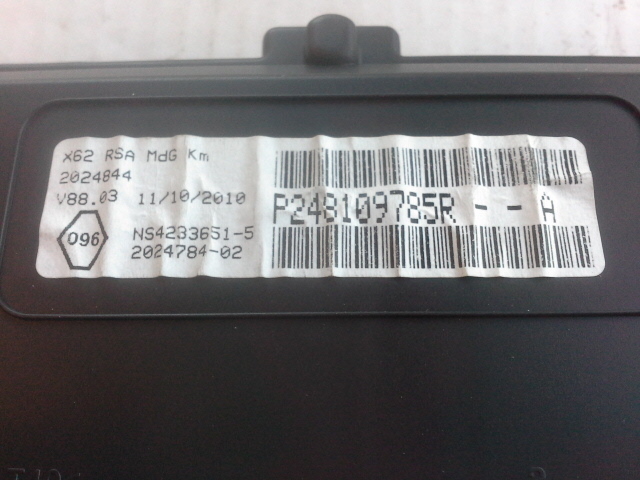 X62 RSA MdG Km
2024844
V88.03 11/10/2010
096
NS4233651-5
2024784-02
P248109785R - - A